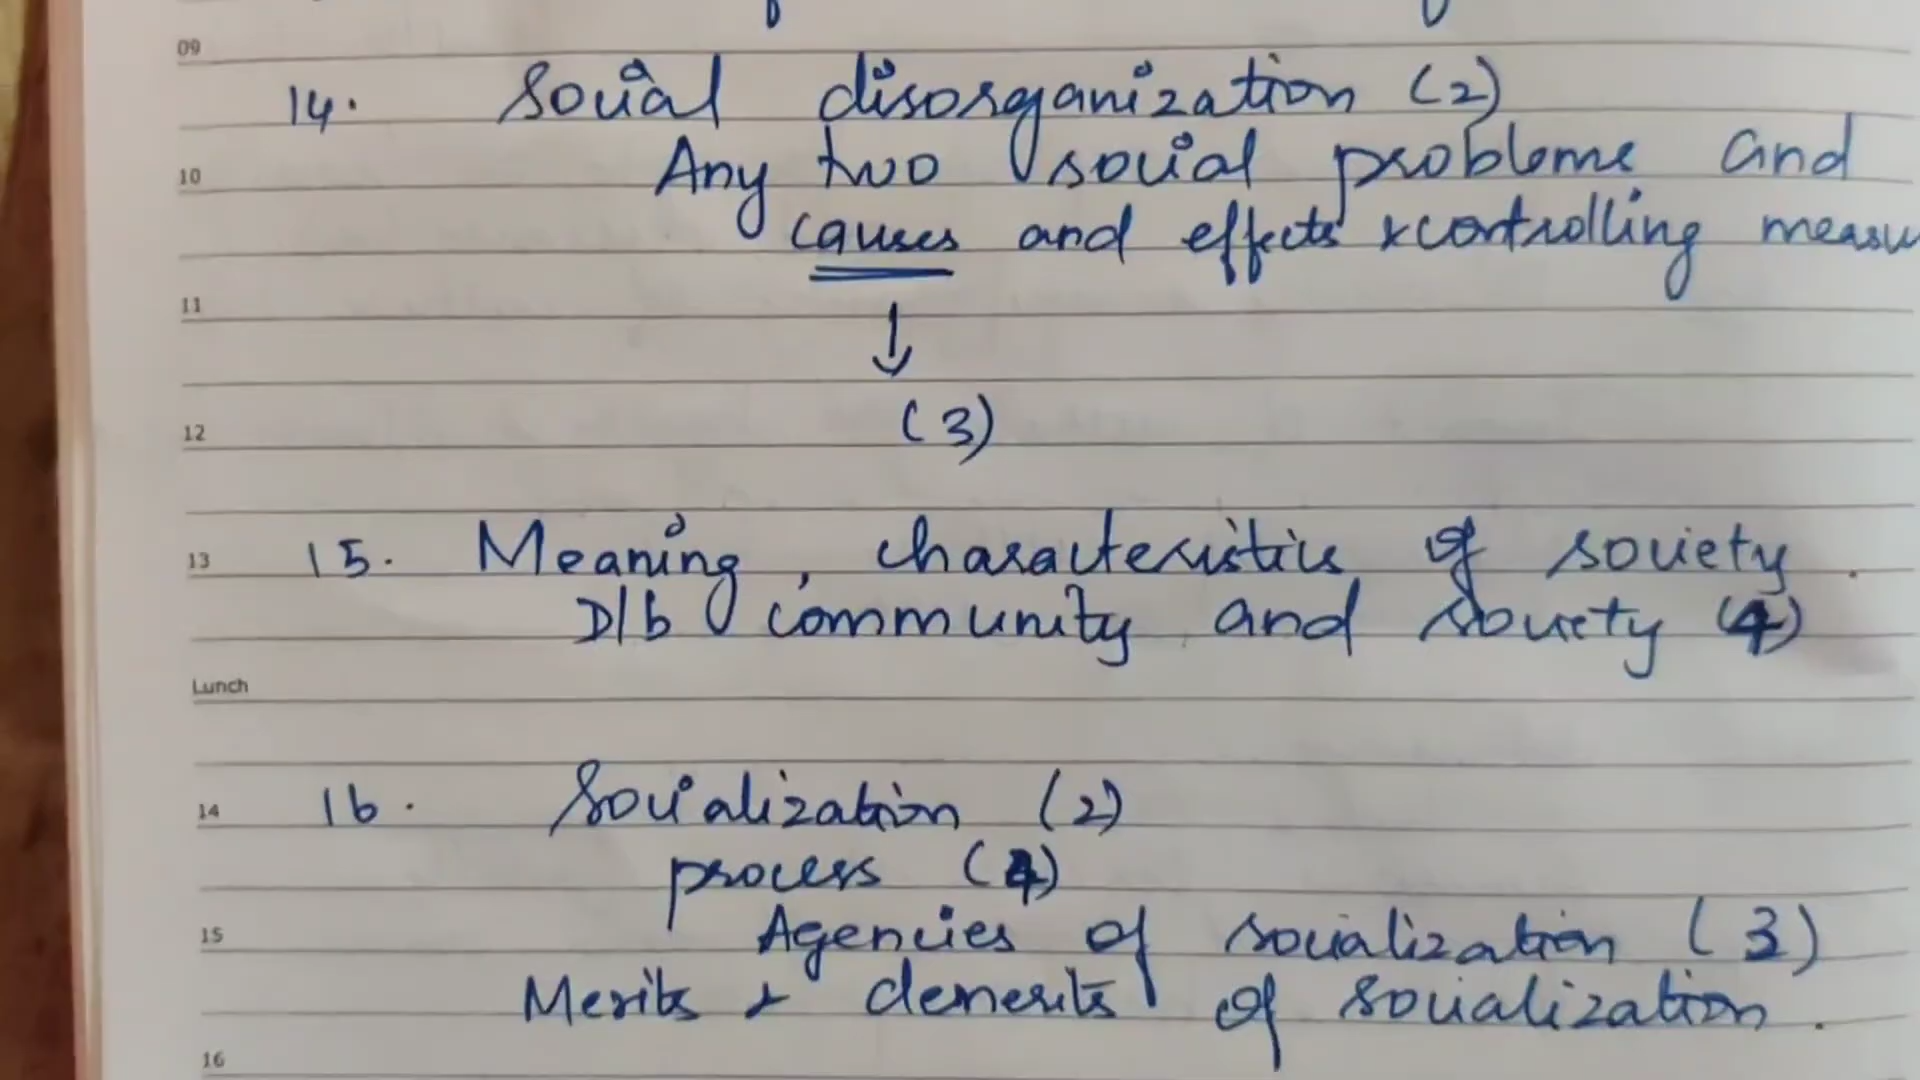 09
14. Social disorganization (2)
10 Any two social problems and
causes and effects & controlling measu
11
↓
12 (3)
13 15. Meaning, characteristics of society.
D/b community and society (4)
Lunch
14 16. Socialization (2)
process (4)
15 Agencies of socialization (3)
Merits & demerits of socialization.
16